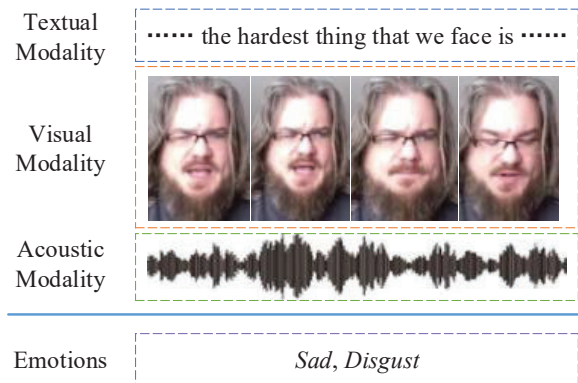 Textual
Modality
...... the hardest thing that we face is ......
Visual
Modality
Acoustic
Modality
Emotions
Sad, Disgust